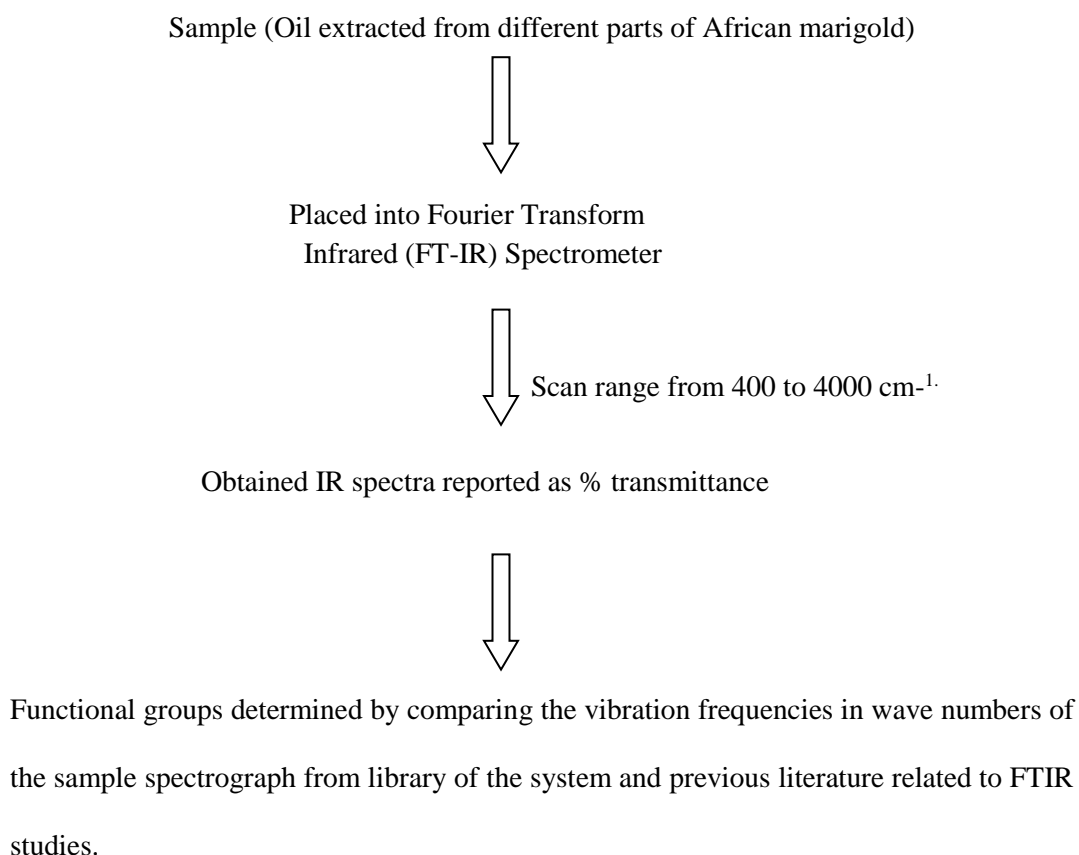 Sample (Oil extracted from different parts of African marigold)
Placed into Fourier Transform
Infrared (FT-IR) Spectrometer
Scan range from 400 to 4000 cm-¹·
Obtained IR spectra reported as % transmittance
Functional groups determined by comparing the vibration frequencies in wave numbers of
the sample spectrograph from library of the system and previous literature related to FTIR
studies.